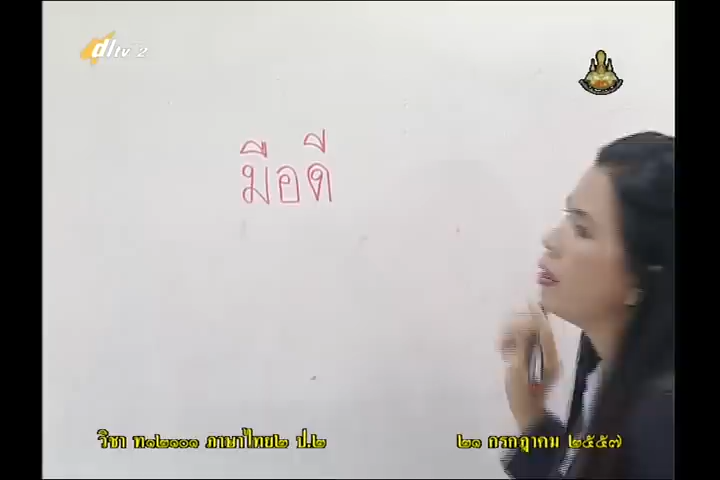 dltv 2
มือดี
วิชา ท๑๒๑๐๑ ภาษาไทย๒ ป.๒
๒๑ กรกฎาคม ๒๕๕๗